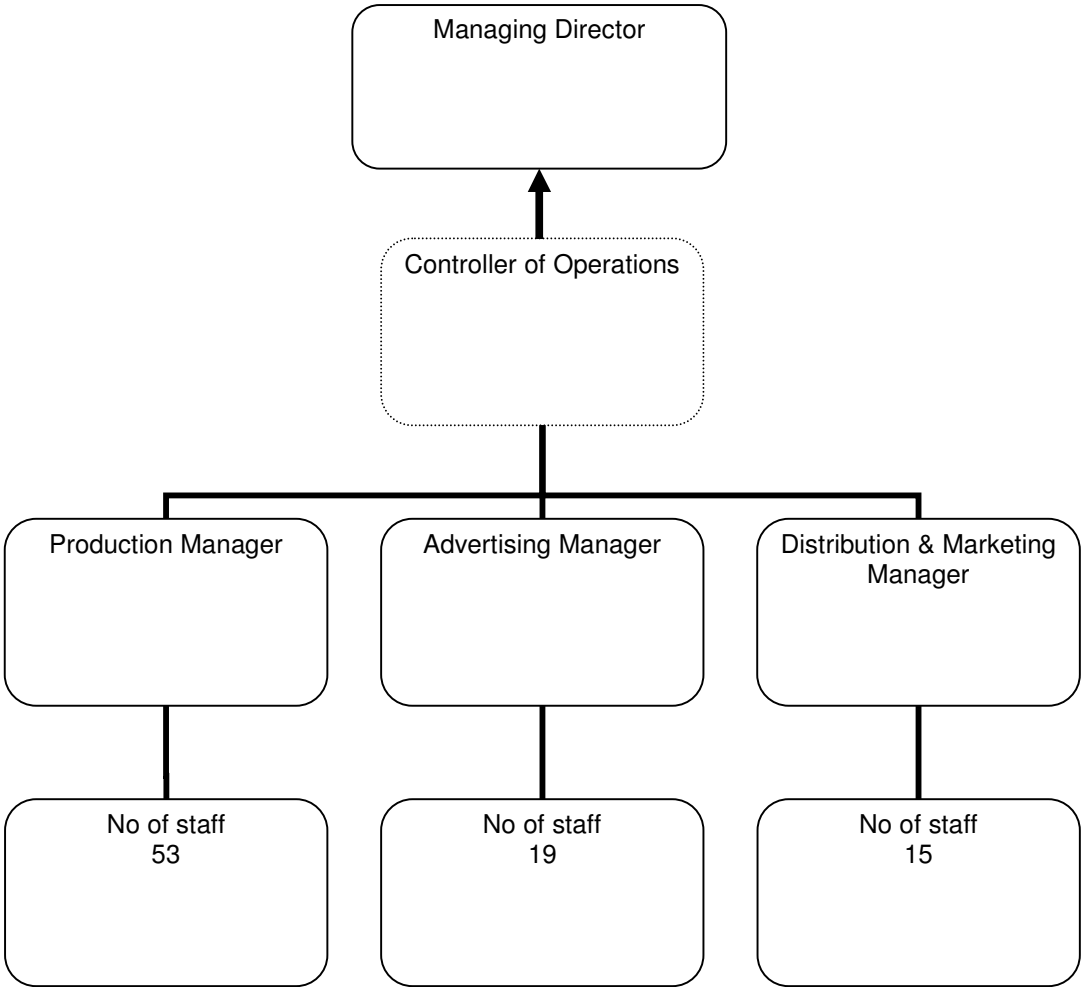 Managing Director
Controller of Operations
Production Manager
Advertising Manager
Distribution & Marketing
Manager
No of staff
53
No of staff
19
No of staff
15